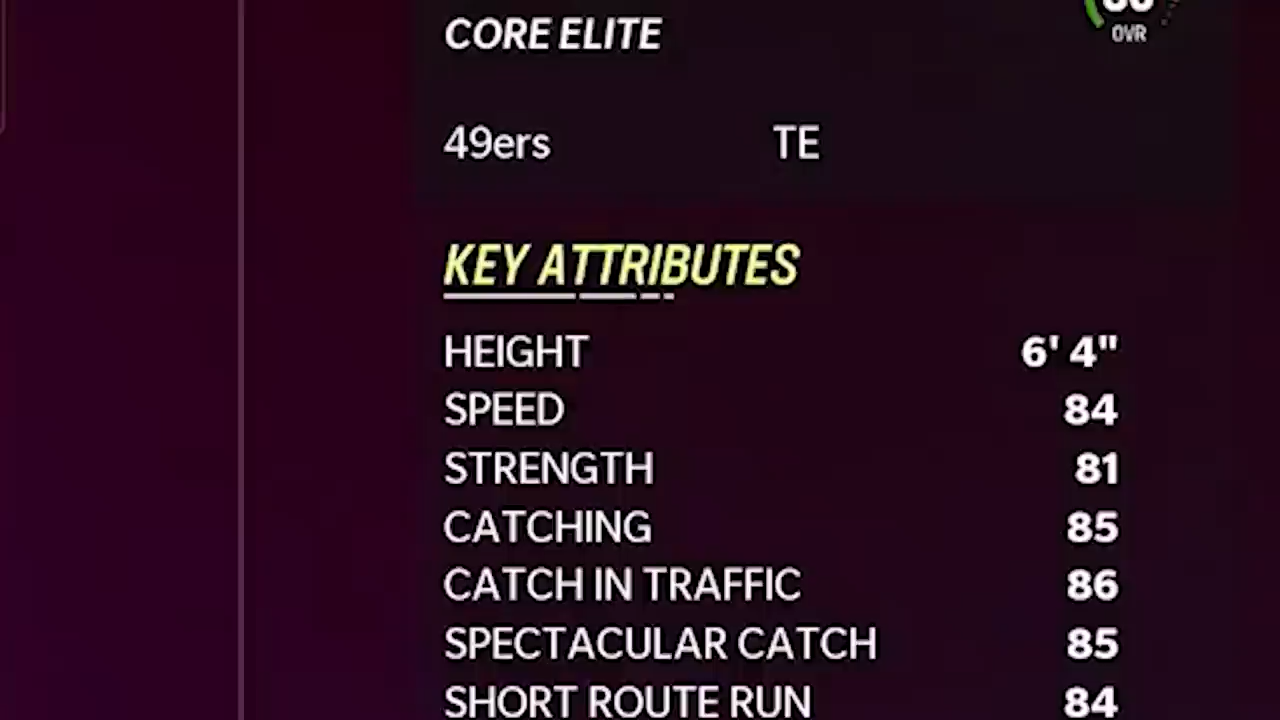 CORE ELITE
OVR
49ers TE
KEY ATTRIBUTES
HEIGHT 6' 4"
SPEED 84
STRENGTH 81
CATCHING 85
CATCH IN TRAFFIC 86
SPECTACULAR CATCH 85
SHORT ROUTE RUN 84